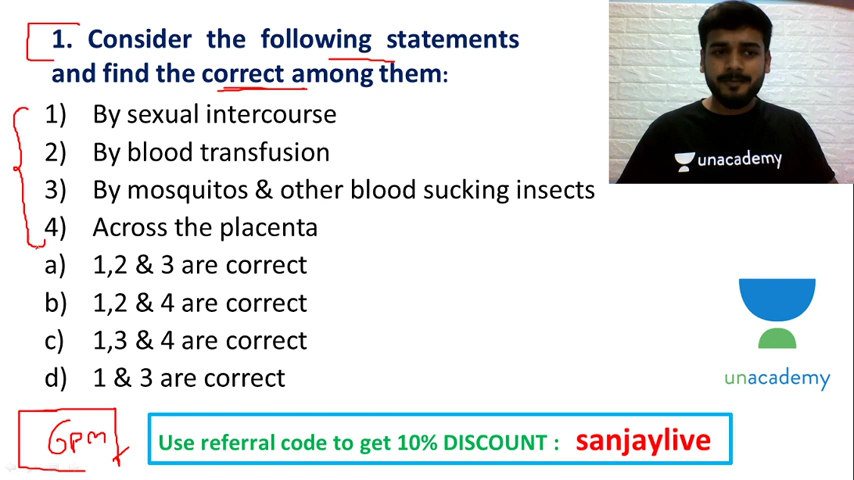 1. Consider the following statements
and find the correct among them:
1) By sexual intercourse
2) By blood transfusion
3) By mosquitos & other blood sucking insects
4) Across the placenta
a) 1,2 & 3 are correct
b) 1,2 & 4 are correct
c) 1,3 & 4 are correct
d) 1 & 3 are correct
unacademy
unacademy
6pm
Use referral code to get 10% DISCOUNT : sanjaylive